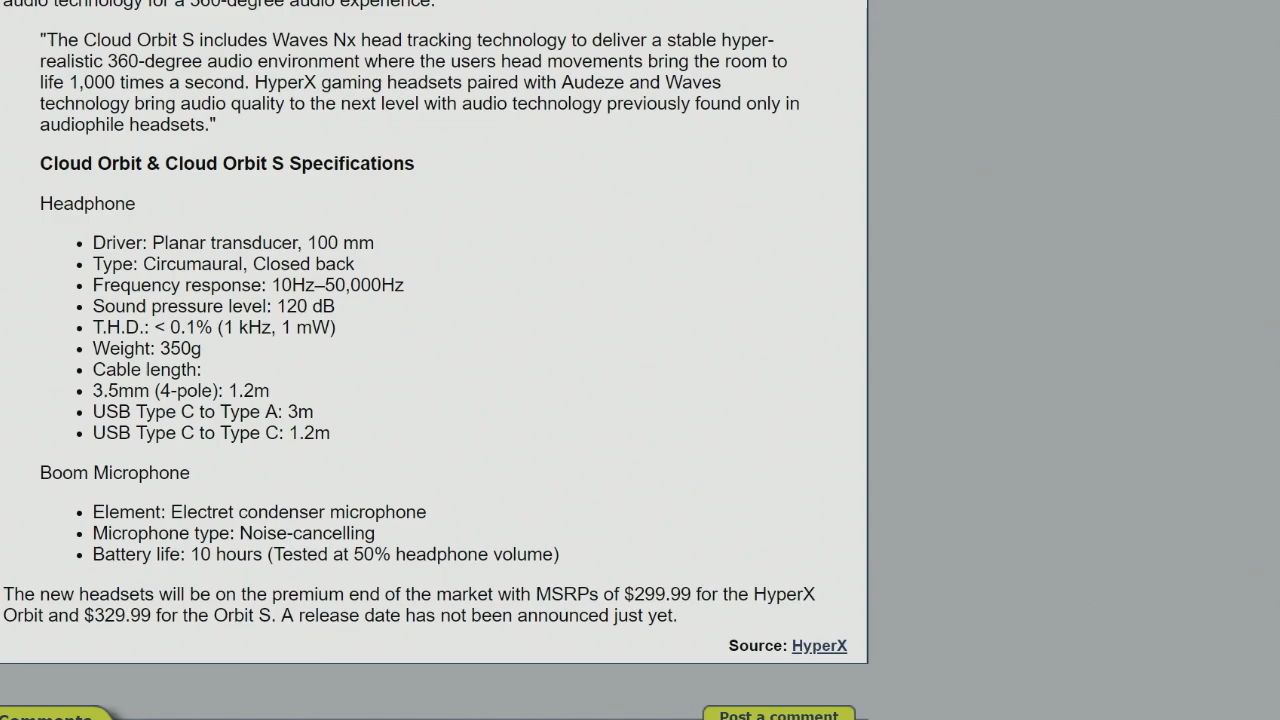 audio technology for a 360-degree audio experience.
"The Cloud Orbit S includes Waves Nx head tracking technology to deliver a stable hyper-
realistic 360-degree audio environment where the users head movements bring the room to
life 1,000 times a second. HyperX gaming headsets paired with Audeze and Waves
technology bring audio quality to the next level with audio technology previously found only in
audiophile headsets."
Cloud Orbit & Cloud Orbit S Specifications
Headphone
• Driver: Planar transducer, 100 mm
• Type: Circumaural, Closed back
• Frequency response: 10Hz–50,000Hz
• Sound pressure level: 120 dB
• T.H.D.: < 0.1% (1 kHz, 1 mW)
• Weight: 350g
• Cable length:
• 3.5mm (4-pole): 1.2m
• USB Type C to Type A: 3m
• USB Type C to Type C: 1.2m
Boom Microphone
• Element: Electret condenser microphone
• Microphone type: Noise-cancelling
• Battery life: 10 hours (Tested at 50% headphone volume)
The new headsets will be on the premium end of the market with MSRPs of $299.99 for the HyperX
Orbit and $329.99 for the Orbit S. A release date has not been announced just yet.
Source: HyperX
Comments
Post a comment